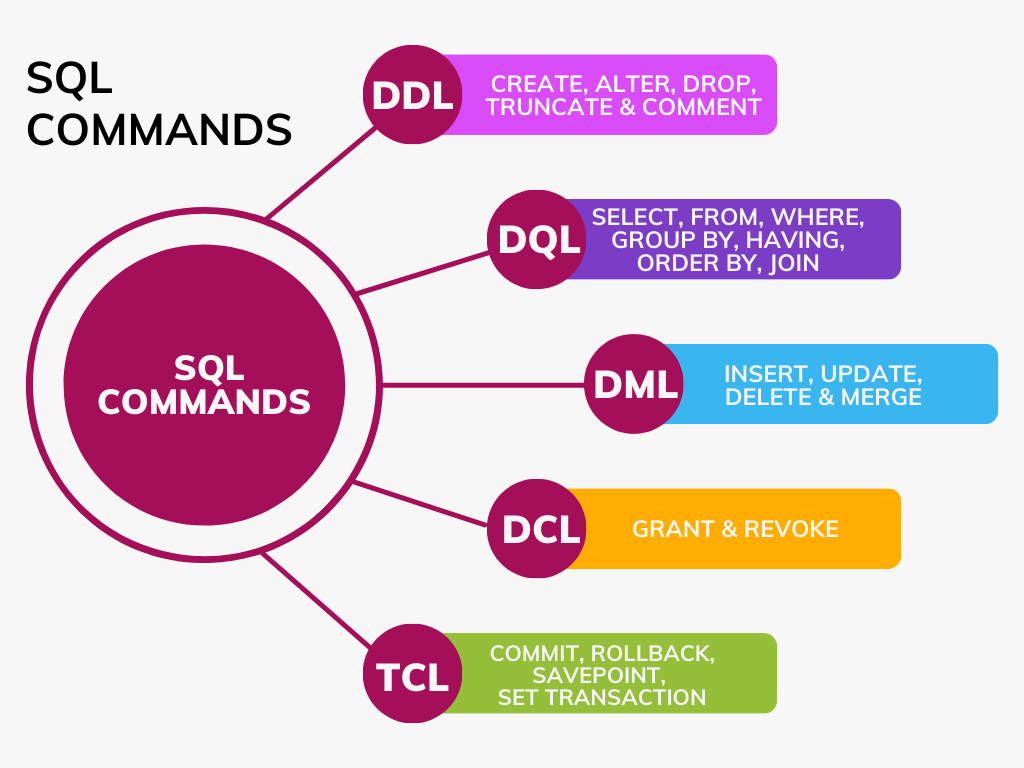 SQL
COMMANDS
DDL
CREATE, ALTER, DROP,
TRUNCATE & COMMENT
DQL
SELECT, FROM, WHERE,
GROUP BY, HAVING,
ORDER BY, JOIN
SQL
COMMANDS
DML
INSERT, UPDATE,
DELETE & MERGE
DCL
GRANT & REVOKE
TCL
COMMIT, ROLLBACK,
SAVEPOINT,
SET TRANSACTION